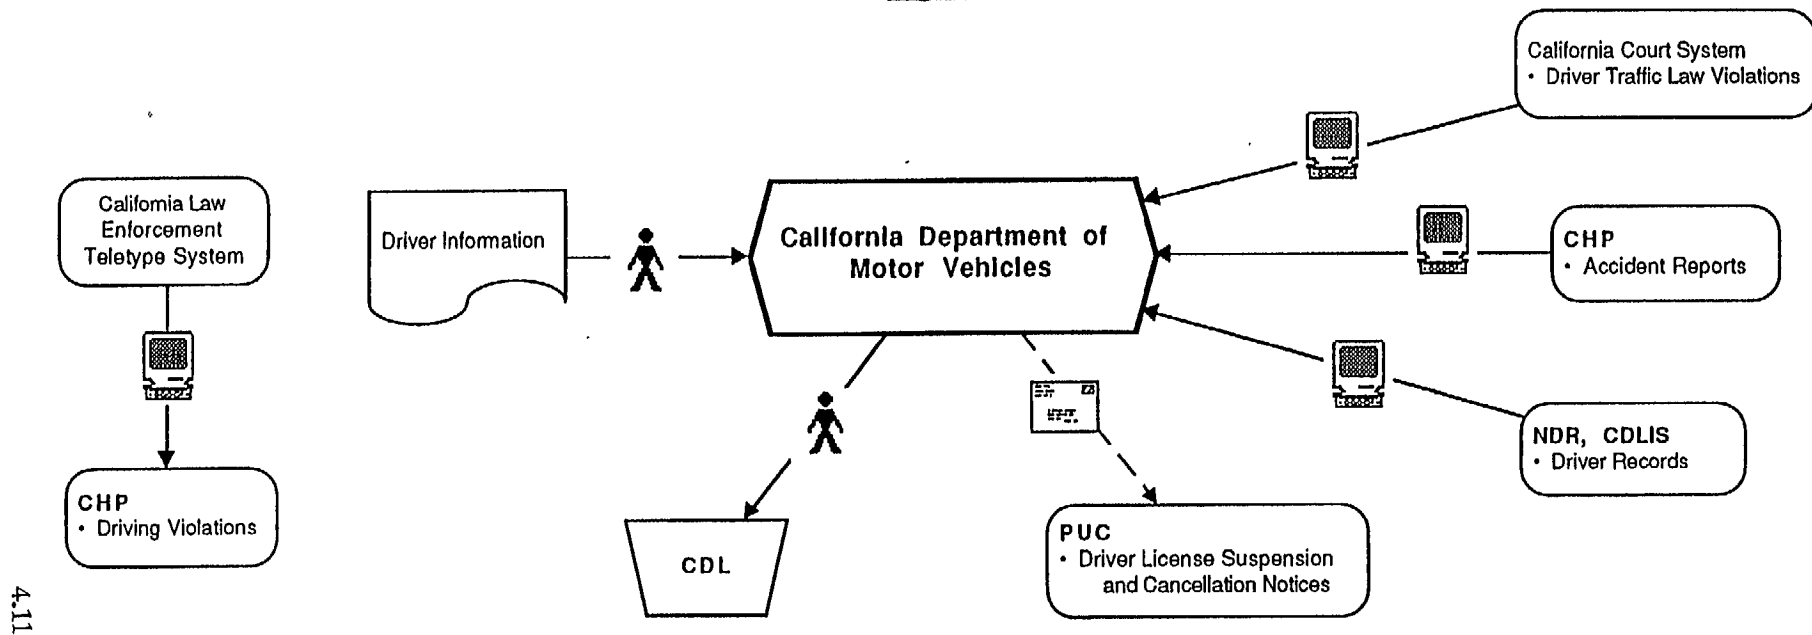 California Court System
• Driver Traffic Law Violations
California Law
Enforcement
Teletype System
Driver Information
California Department of
Motor Vehicles
CHP
• Accident Reports
NDR, CDLIS
• Driver Records
CHP
• Driving Violations
CDL
PUC
• Driver License Suspension
and Cancellation Notices
4.11